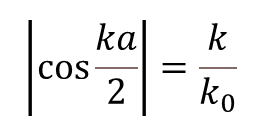 |cos ka/2| = k/k₀